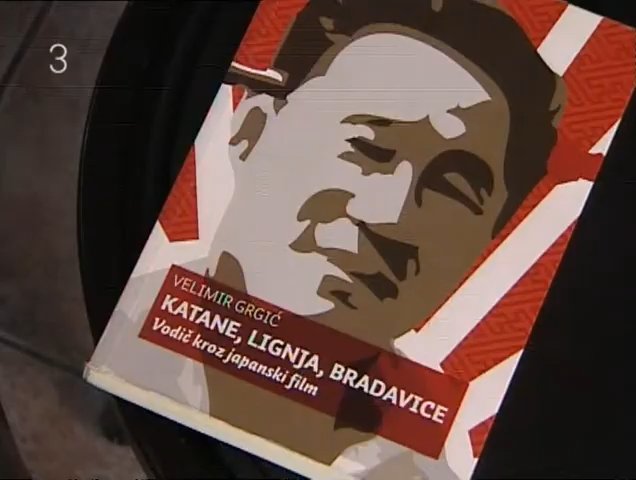 3
VELIMIR GRGIĆ
KATANE, LIGNJA, BRADAVICE
Vodič kroz japanski film